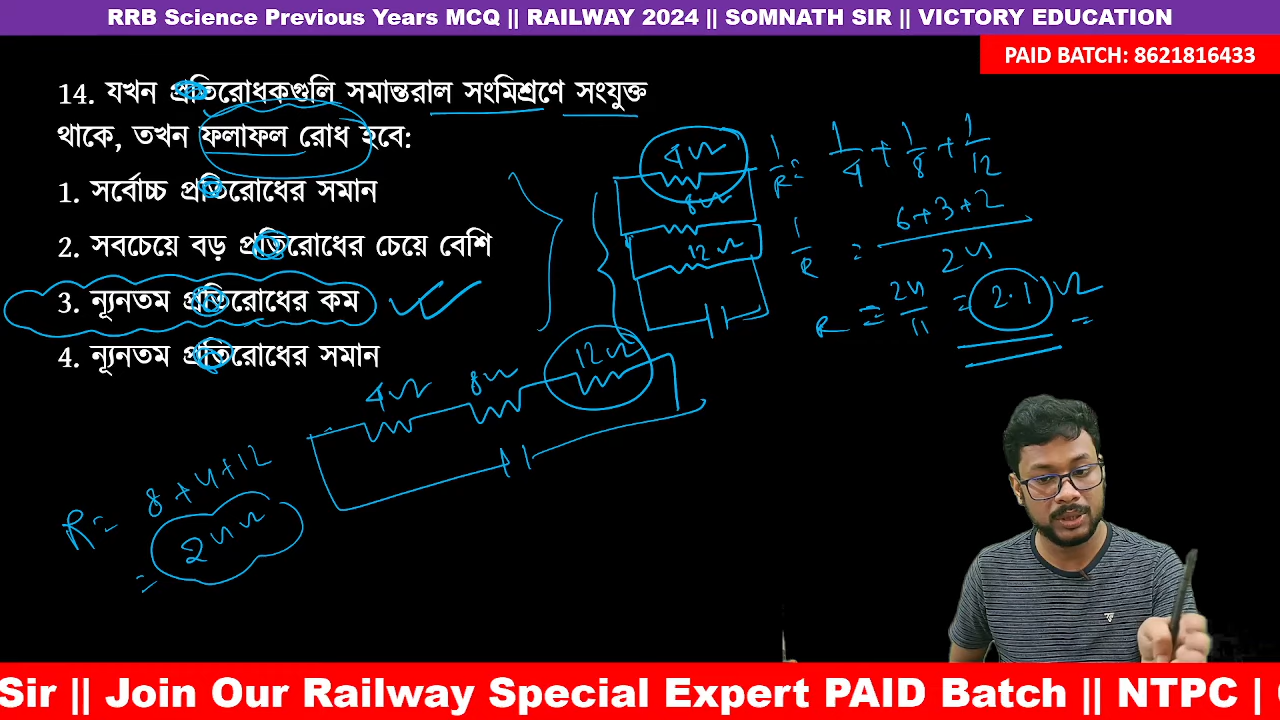 RRB Science Previous Years MCQ || RAILWAY 2024 || SOMNATH SIR || VICTORY EDUCATION
PAID BATCH: 8621816433
14. যখন প্রতিরোধকগুলি সমান্তরাল সংমিশ্রণে সংযুক্ত
থাকে, তখন ফলাফল রোধ হবে:
1. সর্বোচ্চ প্রতিরোধের সমান
2. সবচেয়ে বড় প্রতিরোধের চেয়ে বেশি
3. ন্যূনতম প্রতিরোধের কম
4. ন্যূনতম প্রতিরোধের সমান
4Ω
8Ω
12Ω
1/R = 1/4 + 1/8 + 1/12
1/R = 6+3+2/24
R = 24/11 = 2.1 Ω
4Ω 8Ω 12Ω
R = 8+4+12
= 24Ω
Sir || Join Our Railway Special Expert PAID Batch || NTPC |